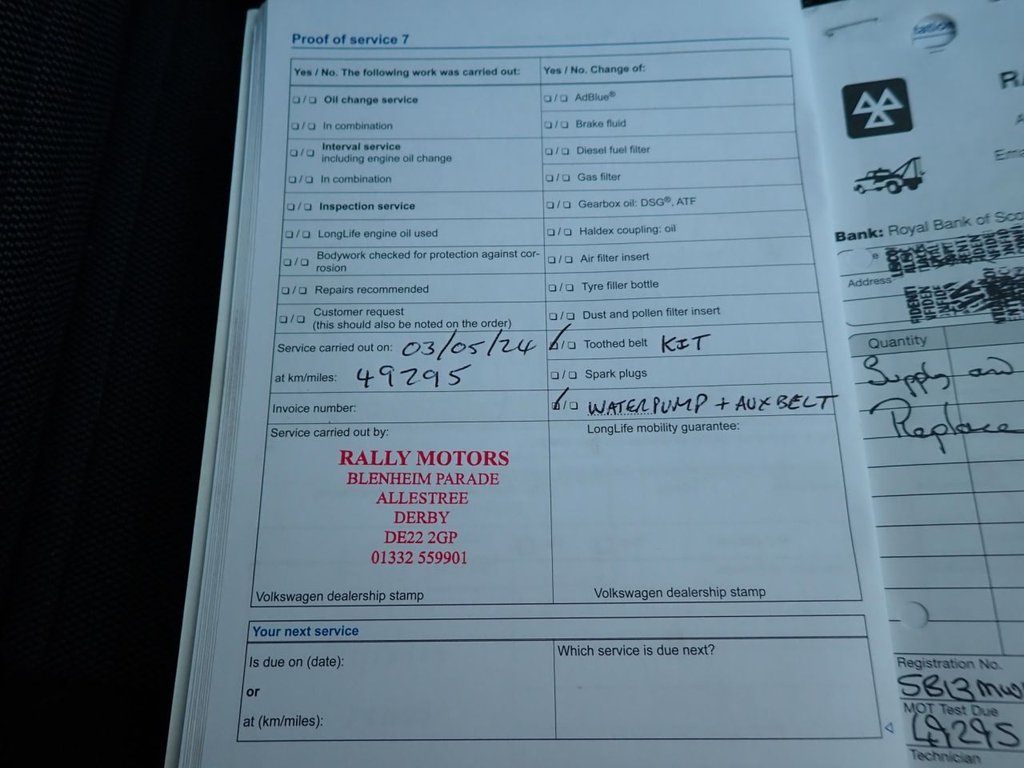 Proof of service 7
Yes / No. The following work was carried out:
Yes / No. Change of:
☐ / ☐ Oil change service
☐ / ☐ AdBlue®
☐ / ☐ In combination
☐ / ☐ Brake fluid
☐ / ☐ Interval service
including engine oil change
☐ / ☐ Diesel fuel filter
☐ / ☐ In combination
☐ / ☐ Gas filter
☐ / ☐ Inspection service
☐ / ☐ Gearbox oil: DSG®, ATF
☐ / ☐ LongLife engine oil used
☐ / ☐ Haldex coupling: oil
☐ / ☐ Bodywork checked for protection against cor-
rosion
☐ / ☐ Air filter insert
☐ / ☐ Repairs recommended
☐ / ☐ Tyre filler bottle
☐ / ☐ Customer request
(this should also be noted on the order)
☐ / ☐ Dust and pollen filter insert
Service carried out on: 03/05/24
☑ / ☐ Toothed belt KIT
at km/miles: 49295
☐ / ☐ Spark plugs
Invoice number:
☑ / ☐ WATERPUMP + AUXBELT
Service carried out by:
LongLife mobility guarantee:
RALLY MOTORS
BLENHEIM PARADE
ALLESTREE
DERBY
DE22 2GP
01332 559901
Volkswagen dealership stamp
Volkswagen dealership stamp
Your next service
Is due on (date):
Which service is due next?
or
at (km/miles):
Bank: Royal Bank of
Address
Quantity
Supply and
Replace
Registration No.
MOT Test Due
49295
Technician